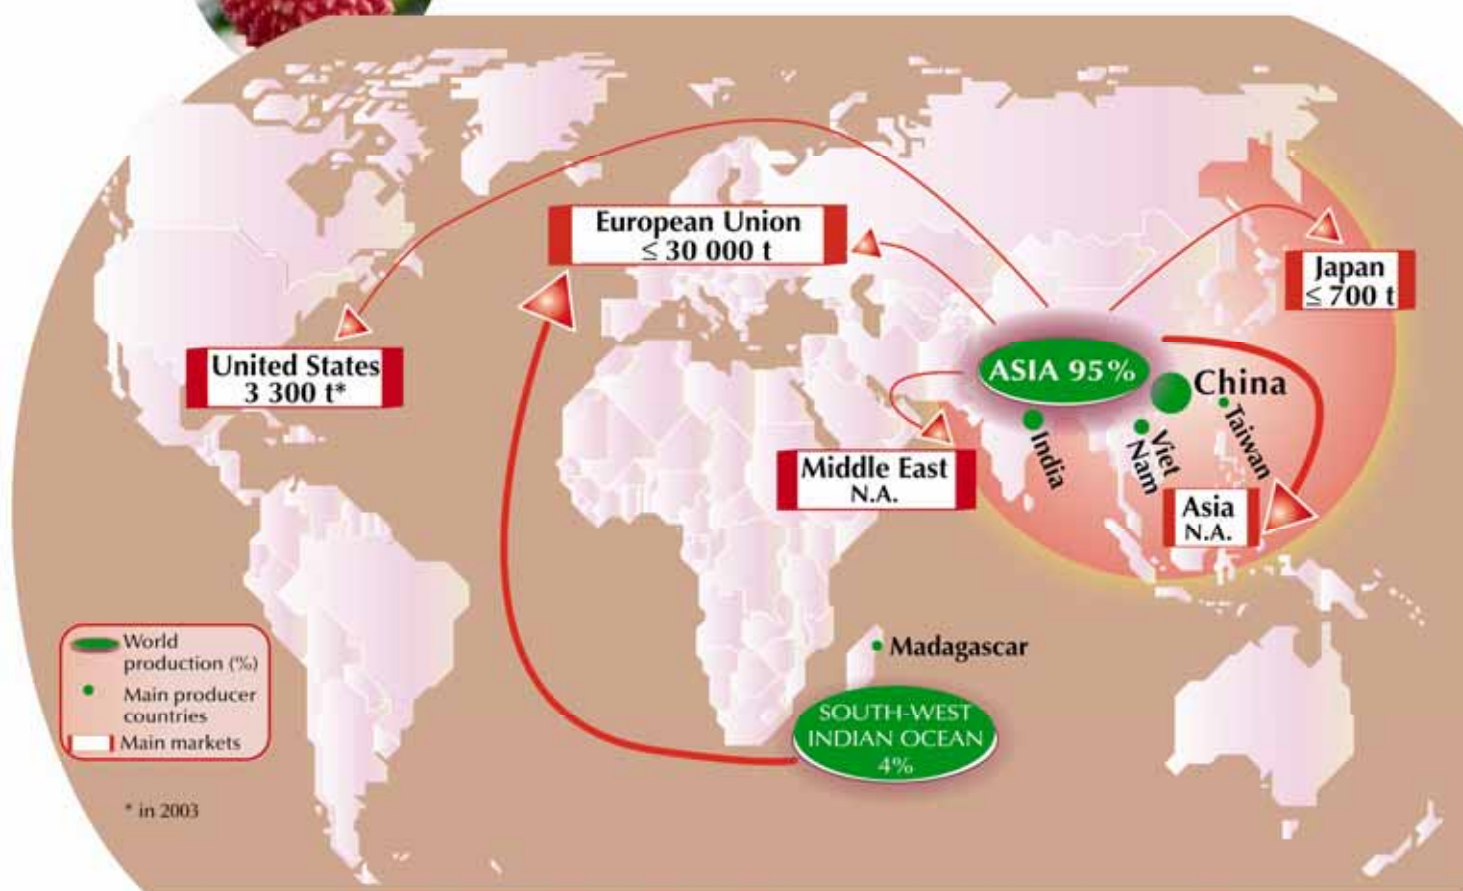 European Union
≤ 30 000 t
Japan
≤ 700 t
United States
3 300 t*
ASIA 95%
China
Taiwan
India
Viet
Nam
Middle East
N.A.
Asia
N.A.
Madagascar
SOUTH-WEST
INDIAN OCEAN
4%
World
production (%)
Main producer
countries
Main markets
* in 2003